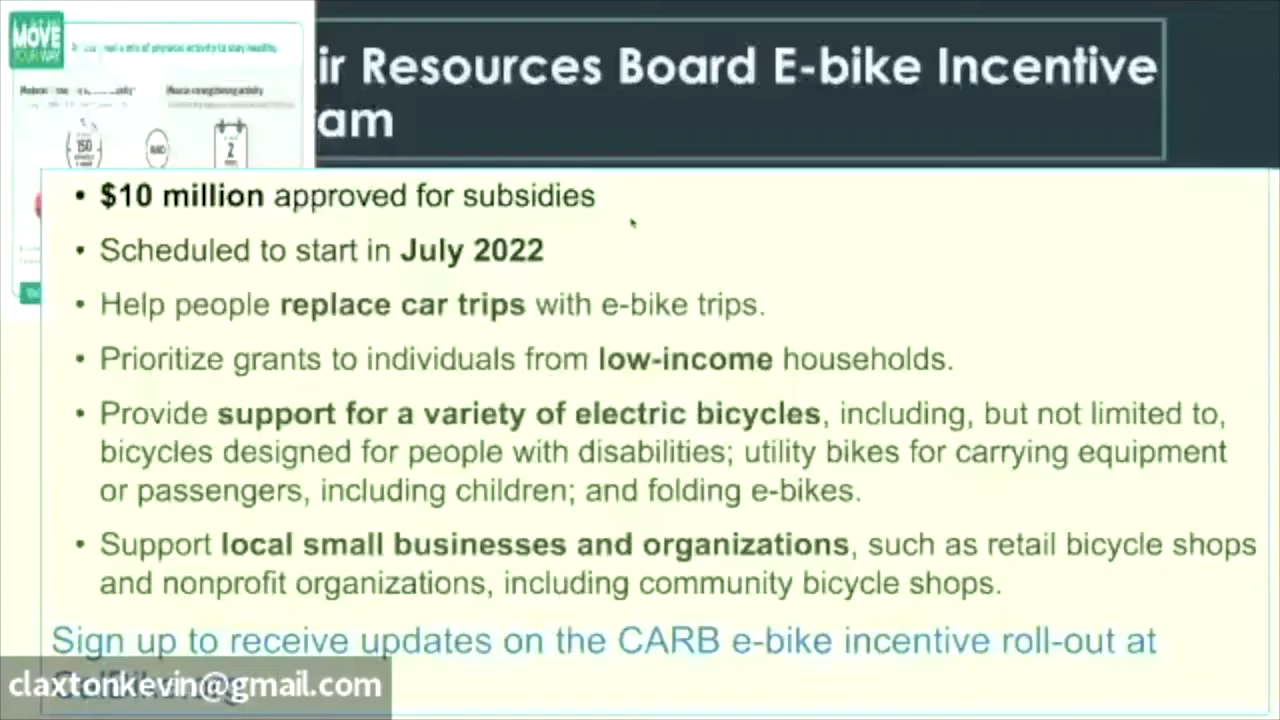 MOVE
YOUR WAY
ir Resources Board E-bike Incentive
am
150
AND
2
• $10 million approved for subsidies
• Scheduled to start in July 2022
• Help people replace car trips with e-bike trips.
• Prioritize grants to individuals from low-income households.
• Provide support for a variety of electric bicycles, including, but not limited to,
bicycles designed for people with disabilities; utility bikes for carrying equipment
or passengers, including children; and folding e-bikes.
• Support local small businesses and organizations, such as retail bicycle shops
and nonprofit organizations, including community bicycle shops.
Sign up to receive updates on the CARB e-bike incentive roll-out at
claxtonkevin@gmail.com